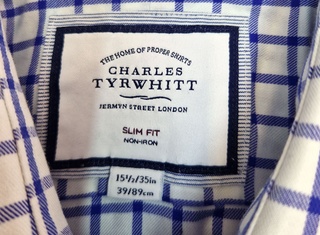 THE HOME OF PROPER SHIRTS
CHARLES
TYRWHITT
JERMYN STREET LONDON
SLIM FIT
NON-IRON
15½/35in
39/89cm